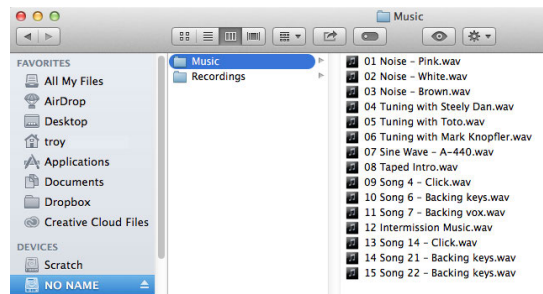 Music
FAVORITES
All My Files
AirDrop
Desktop
troy
Applications
Documents
Dropbox
Creative Cloud Files
DEVICES
Scratch
NO NAME
Music
Recordings
01 Noise – Pink.wav
02 Noise – White.wav
03 Noise – Brown.wav
04 Tuning with Steely Dan.wav
05 Tuning with Toto.wav
06 Tuning with Mark Knopfler.wav
07 Sine Wave – A-440.wav
08 Taped Intro.wav
09 Song 4 – Click.wav
10 Song 6 – Backing keys.wav
11 Song 7 – Backing vox.wav
12 Intermission Music.wav
13 Song 14 – Click.wav
14 Song 21 – Backing keys.wav
15 Song 22 – Backing keys.wav